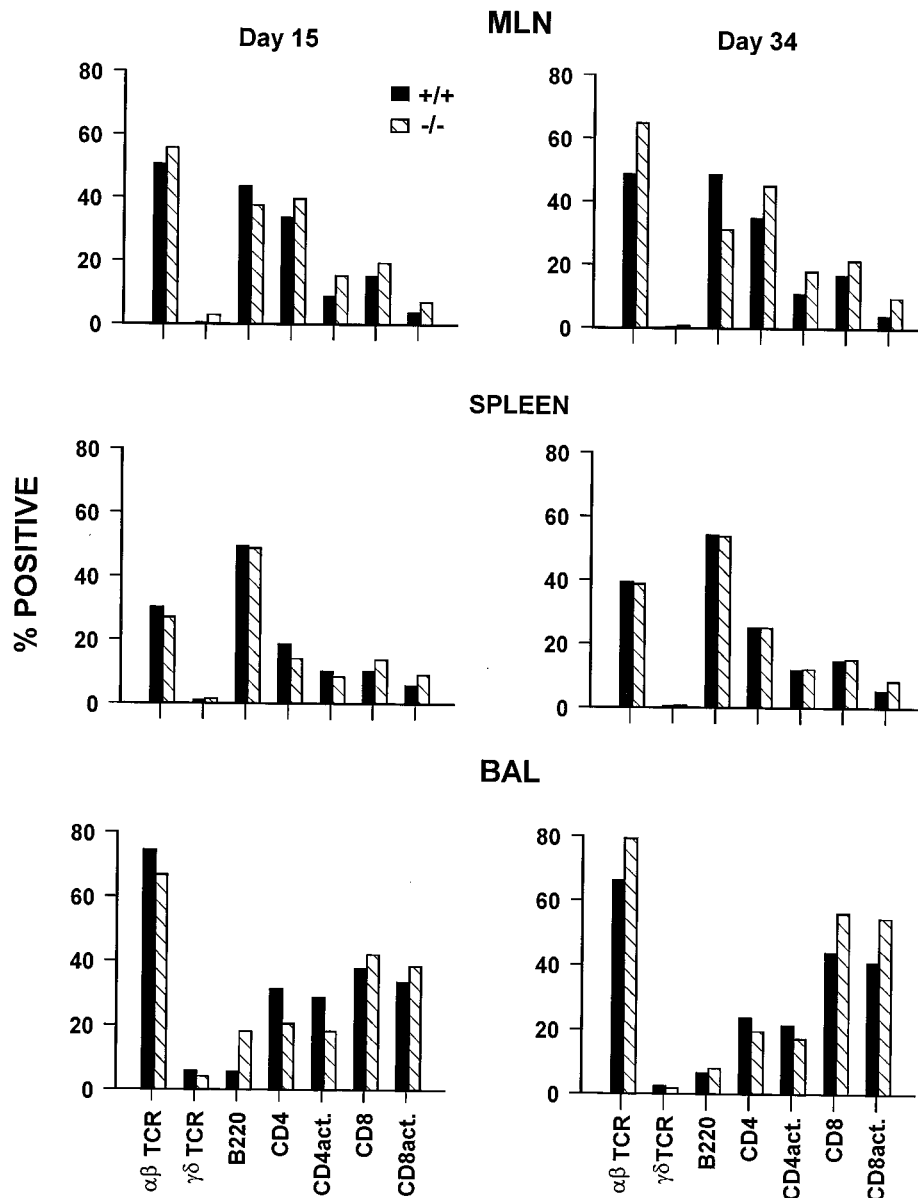 MLN
Day 15
Day 34
80
60
40
20
0
+/+
-/-
80
60
40
20
0
SPLEEN
% POSITIVE
80
60
40
20
0
80
60
40
20
0
BAL
80
60
40
20
0
αβ TCR
γδ TCR
B220
CD4
CD4act.
CD8
CD8act.
80
60
40
20
0
αβ TCR
γδ TCR
B220
CD4
CD4act.
CD8
CD8act.